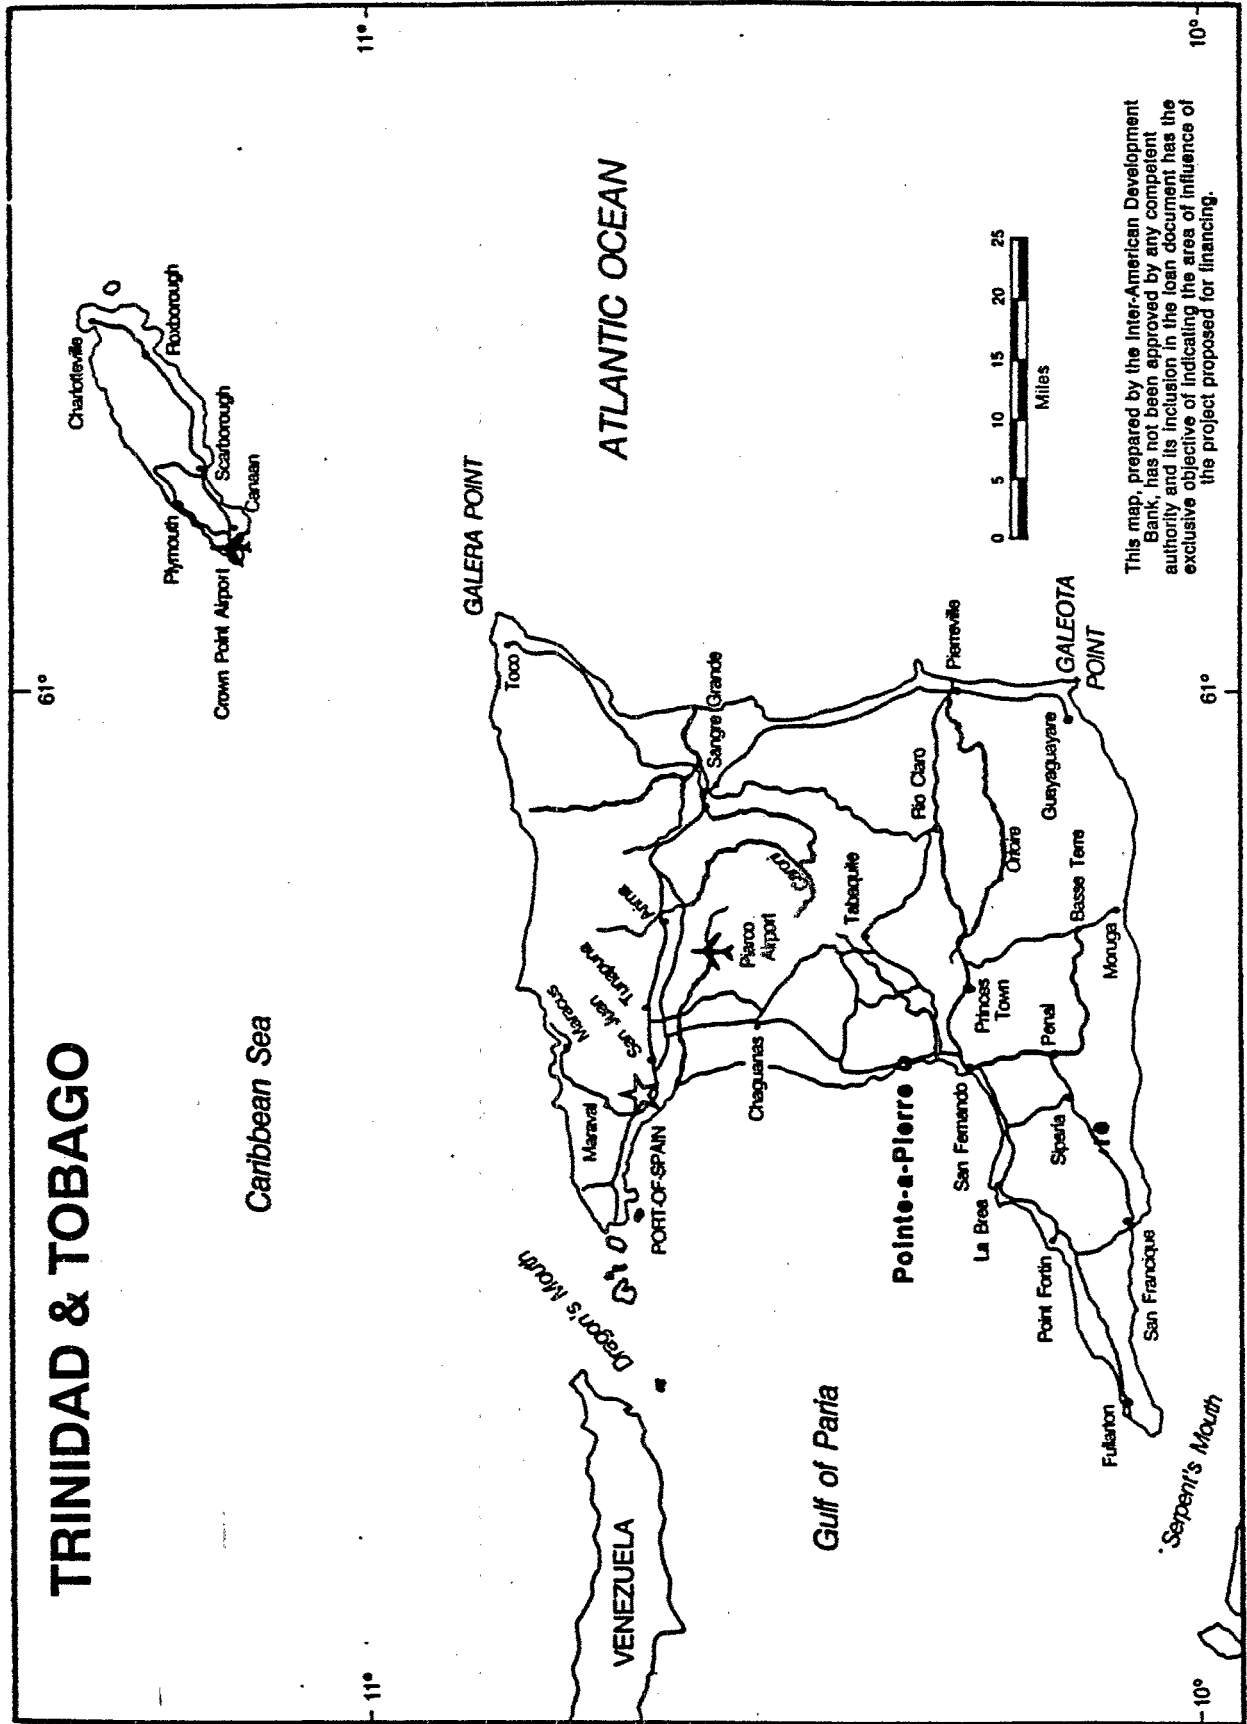 TRINIDAD & TOBAGO
61°
11°
11°
Caribbean Sea
Charlotteville
Roxborough
Plymouth
Scarborough
Crown Point Airport
Canaan
GALERA POINT
ATLANTIC OCEAN
VENEZUELA
Dragon's Mouth
Maraval
Maracus
San Juan
Tunapuna
Arima
Toco
PORT-OF-SPAIN
Piarco
Airport
Sangre Grande
Caroni
Chaguanas
Gulf of Paria
Tabaquite
Pointe-a-Pierre
Rio Claro
Pierreville
San Fernando
Princes
Town
Ortoire
La Brea
Penal
Siparia
Guayaguayare
GALEOTA
POINT
Basse Terre
Point Fortin
Moruga
San Francique
Fullarton
Serpent's Mouth
0 5 10 15 20 25
Miles
This map, prepared by the Inter-American Development
Bank, has not been approved by any competent
authority and its inclusion in the loan document has the
exclusive objective of indicating the area of influence of
the project proposed for financing.
10°
61°
10°